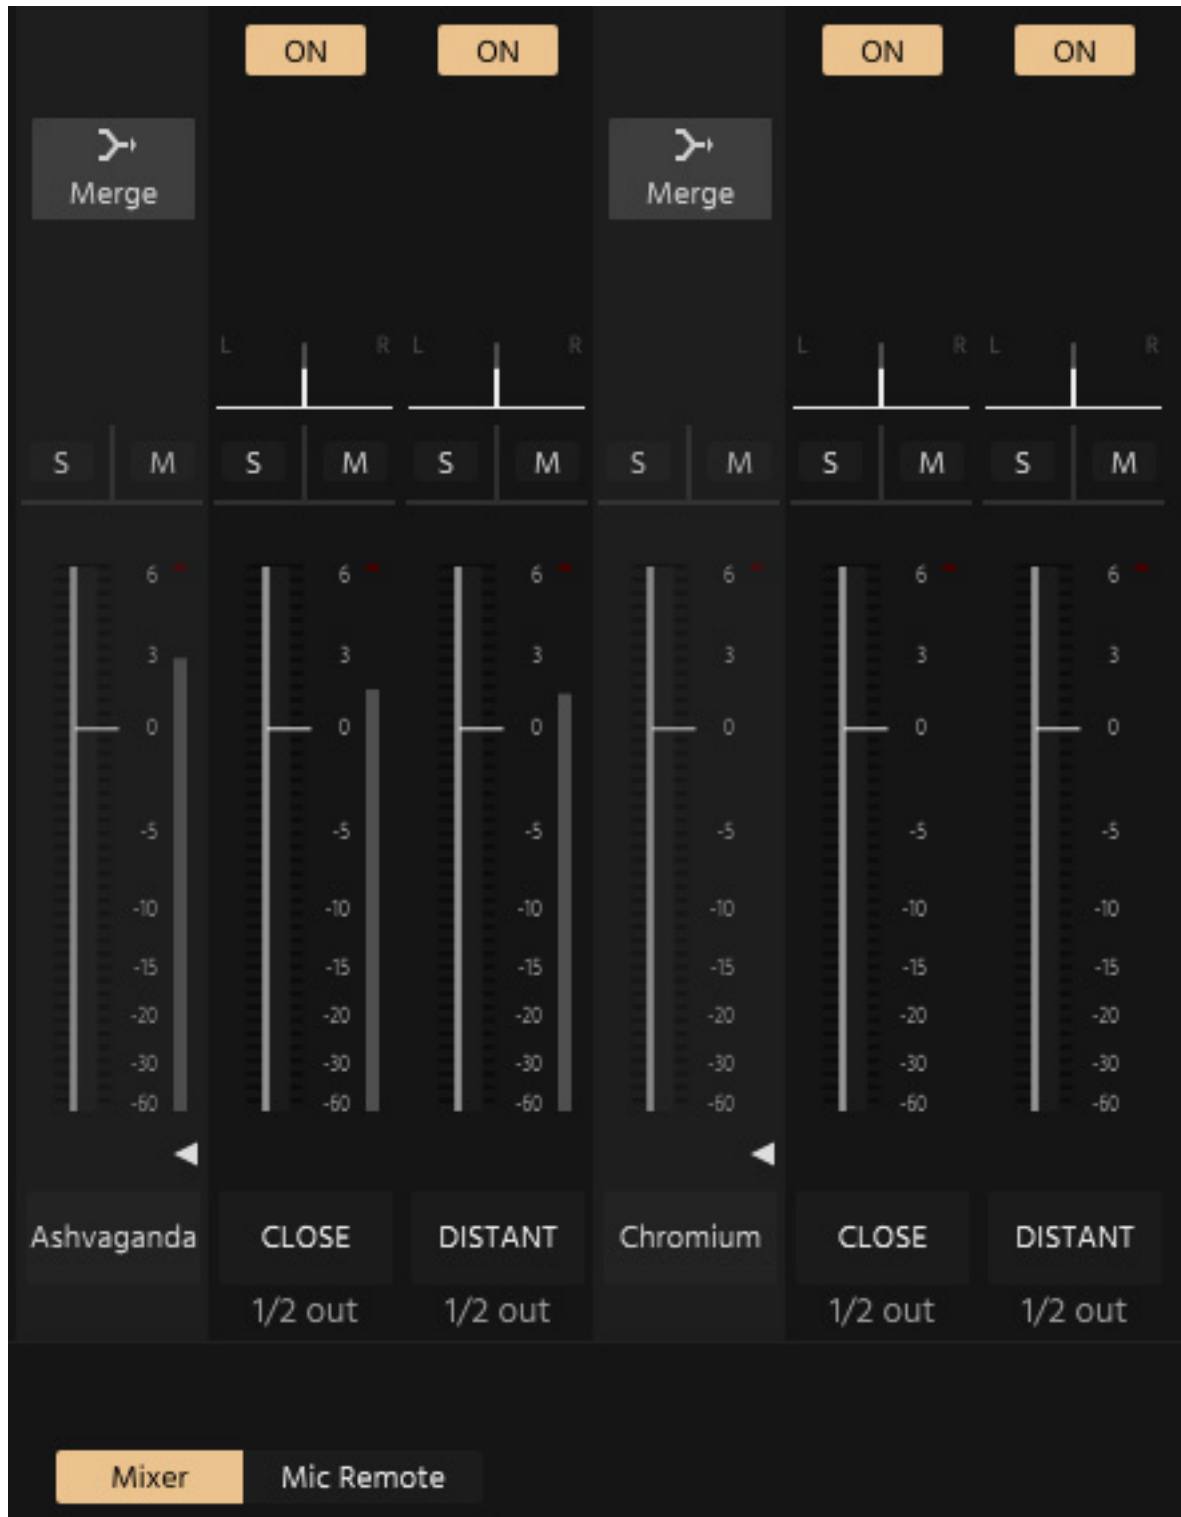 ON ON ON ON
Merge Merge
L R L R L R L R
S M S M S M S M S M S M
6 6 6 6 6 6
3 3 3 3 3 3
0 0 0 0 0 0
-5 -5 -5 -5 -5 -5
-10 -10 -10 -10 -10 -10
-15 -15 -15 -15 -15 -15
-20 -20 -20 -20 -20 -20
-30 -30 -30 -30 -30 -30
-60 -60 -60 -60 -60 -60
Ashvaganda CLOSE DISTANT Chromium CLOSE DISTANT
1/2 out 1/2 out 1/2 out 1/2 out
Mixer Mic Remote